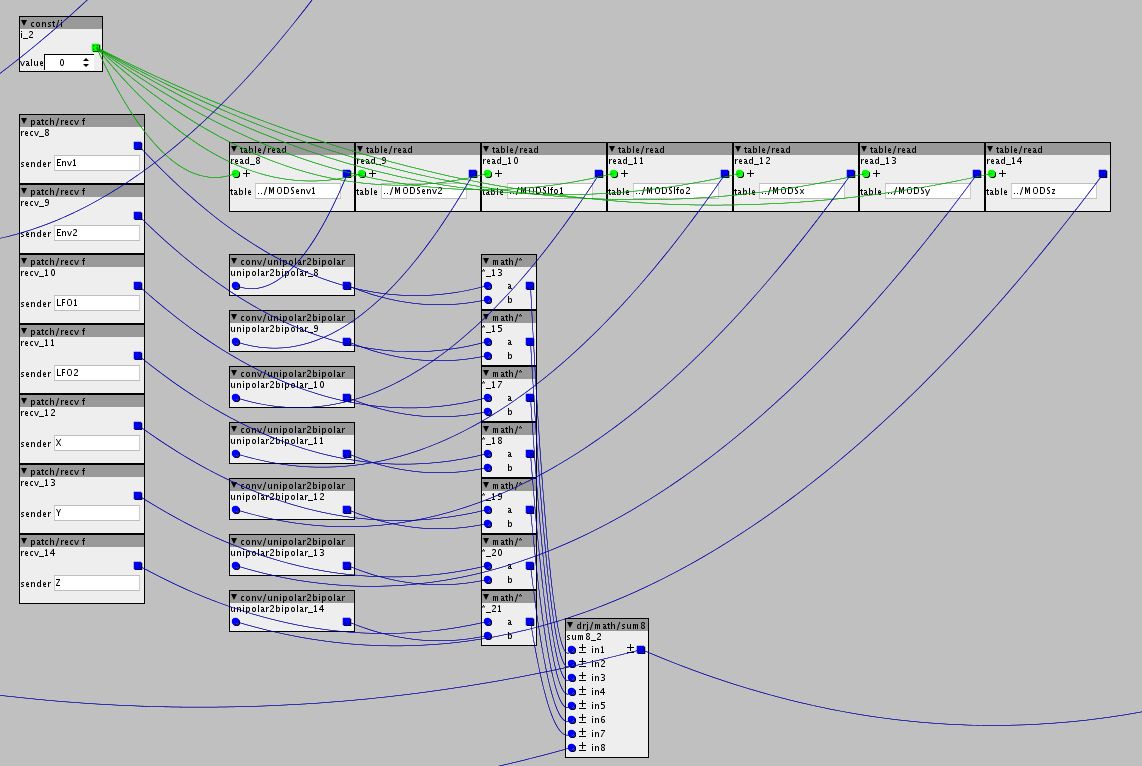 const/i
i_2
value 0
patch/recv f
recv_8
sender Env1
patch/recv f
recv_9
sender Env2
patch/recv f
recv_10
sender LFO1
patch/recv f
recv_11
sender LFO2
patch/recv f
recv_12
sender X
patch/recv f
recv_13
sender Y
patch/recv f
recv_14
sender Z
table/read
read_8
+
table ../MODSenv1
table/read
read_9
+
table ../MODSenv2
table/read
read_10
+
table ../MODSlfo1
table/read
read_11
+
table ../MODSlfo2
table/read
read_12
+
table ../MODSx
table/read
read_13
+
table ../MODSy
table/read
read_14
+
table ../MODSz
conv/unipolar2bipolar
unipolar2bipolar_8
conv/unipolar2bipolar
unipolar2bipolar_9
conv/unipolar2bipolar
unipolar2bipolar_10
conv/unipolar2bipolar
unipolar2bipolar_11
conv/unipolar2bipolar
unipolar2bipolar_12
conv/unipolar2bipolar
unipolar2bipolar_13
conv/unipolar2bipolar
unipolar2bipolar_14
math/*
*_13
a
b
math/*
*_15
a
b
math/*
*_17
a
b
math/*
*_18
a
b
math/*
*_19
a
b
math/*
*_20
a
b
math/*
*_21
a
b
drj/math/sum8
sum8_2
± in1 ±
± in2
± in3
± in4
± in5
± in6
± in7
± in8